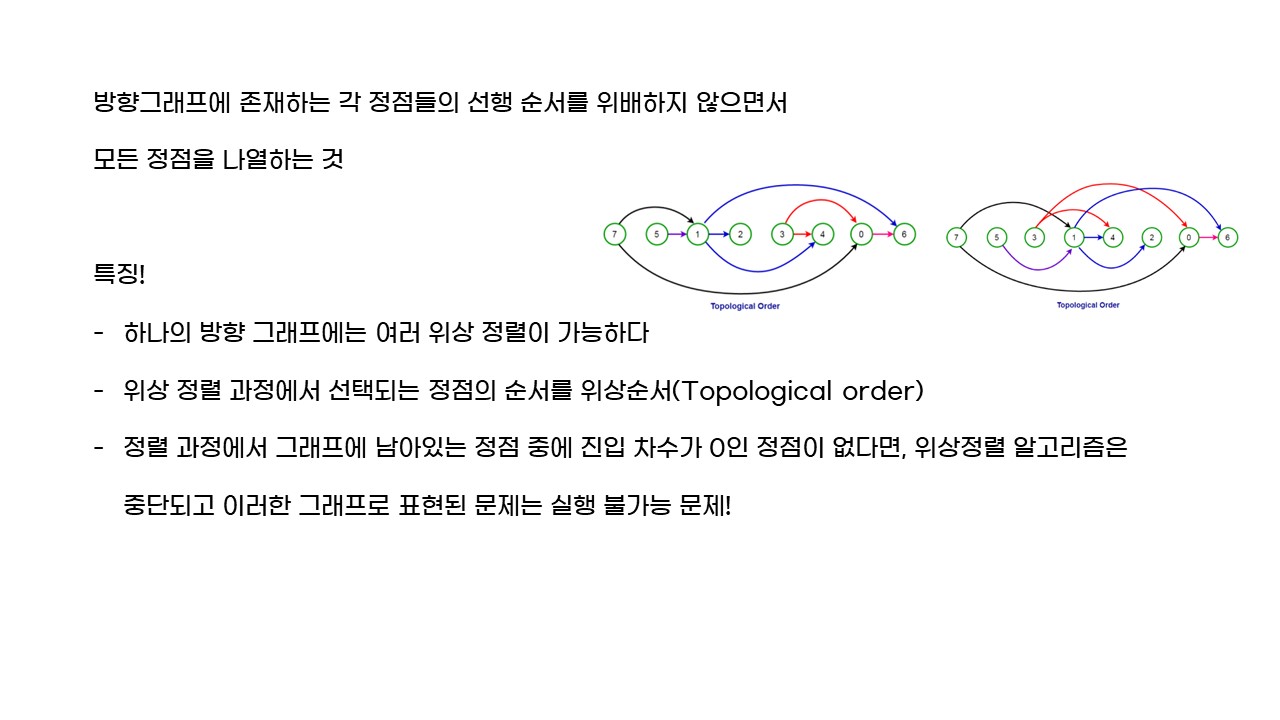 방향그래프에 존재하는 각 정점들의 선행 순서를 위배하지 않으면서
모든 정점을 나열하는 것
7 5 1 2 3 4 0 6
Topological Order
7 5 3 1 4 2 0 6
Topological Order
특징!
- 하나의 방향 그래프에는 여러 위상 정렬이 가능하다
- 위상 정렬 과정에서 선택되는 정점의 순서를 위상순서(Topological order)
- 정렬 과정에서 그래프에 남아있는 정점 중에 진입 차수가 0인 정점이 없다면, 위상정렬 알고리즘은
중단되고 이러한 그래프로 표현된 문제는 실행 불가능 문제!